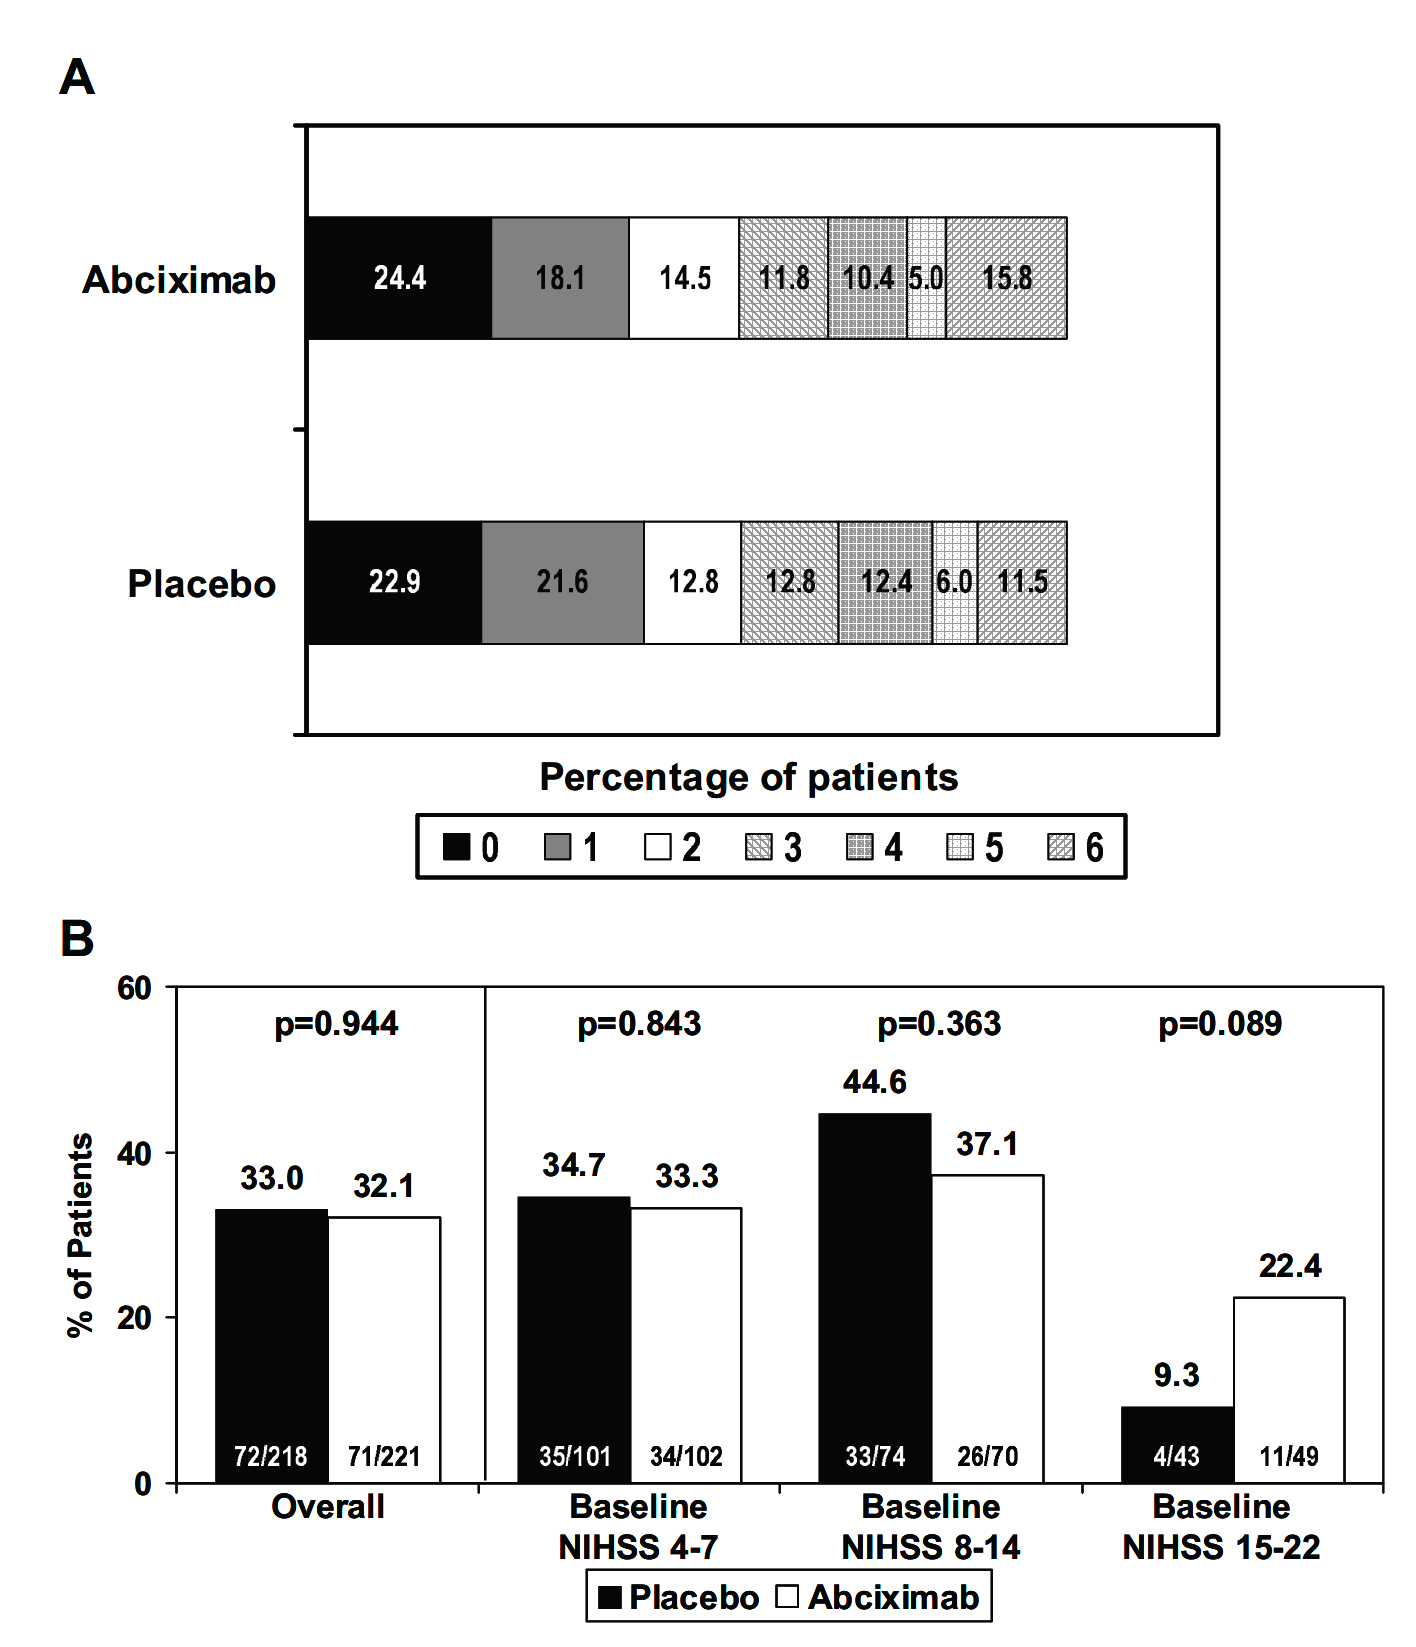 A
Abciximab
24.4 18.1 14.5 11.8 10.4 5.0 15.8
Placebo
22.9 21.6 12.8 12.8 12.4 6.0 11.5
Percentage of patients
0 1 2 3 4 5 6
B
% of Patients
60
40
20
0
p=0.944 p=0.843 p=0.363 p=0.089
33.0 32.1 34.7 33.3 44.6 37.1 9.3 22.4
72/218 71/221 35/101 34/102 33/74 26/70 4/43 11/49
Overall Baseline Baseline Baseline
NIHSS 4-7 NIHSS 8-14 NIHSS 15-22
Placebo Abciximab